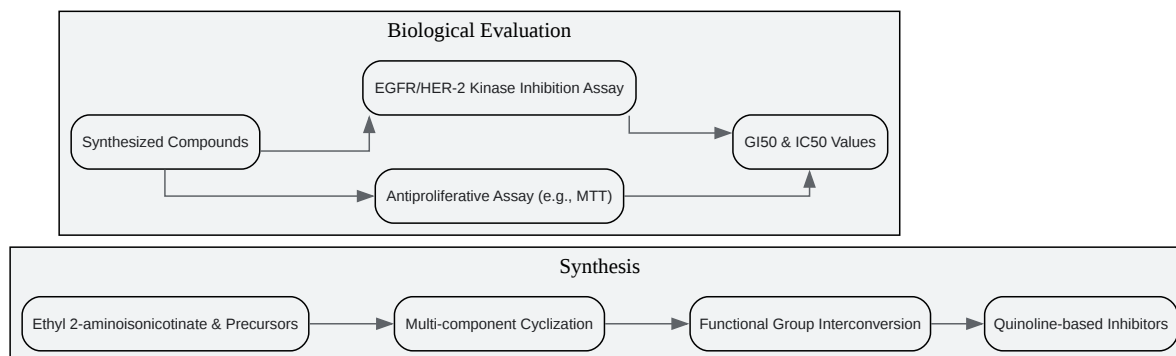 Biological Evaluation
EGFR/HER-2 Kinase Inhibition Assay
Synthesized Compounds
GI50 & IC50 Values
Antiproliferative Assay (e.g., MTT)
Synthesis
Ethyl 2-aminoisonicotinate & Precursors
Multi-component Cyclization
Functional Group Interconversion
Quinoline-based Inhibitors